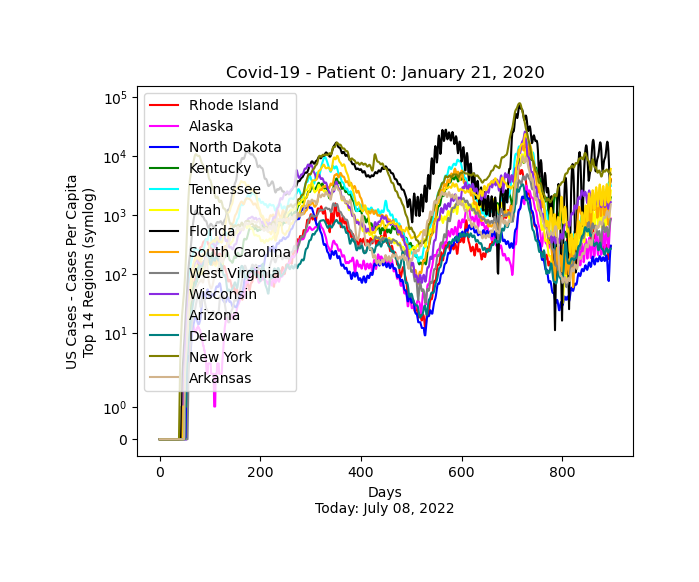 Covid-19 - Patient 0: January 21, 2020
US Cases - Cases Per Capita
Top 14 Regions (symlog)
10^5
10^4
10^3
10^2
10^1
10^0
0
Rhode Island
Alaska
North Dakota
Kentucky
Tennessee
Utah
Florida
South Carolina
West Virginia
Wisconsin
Arizona
Delaware
New York
Arkansas
0 200 400 600 800
Days
Today: July 08, 2022